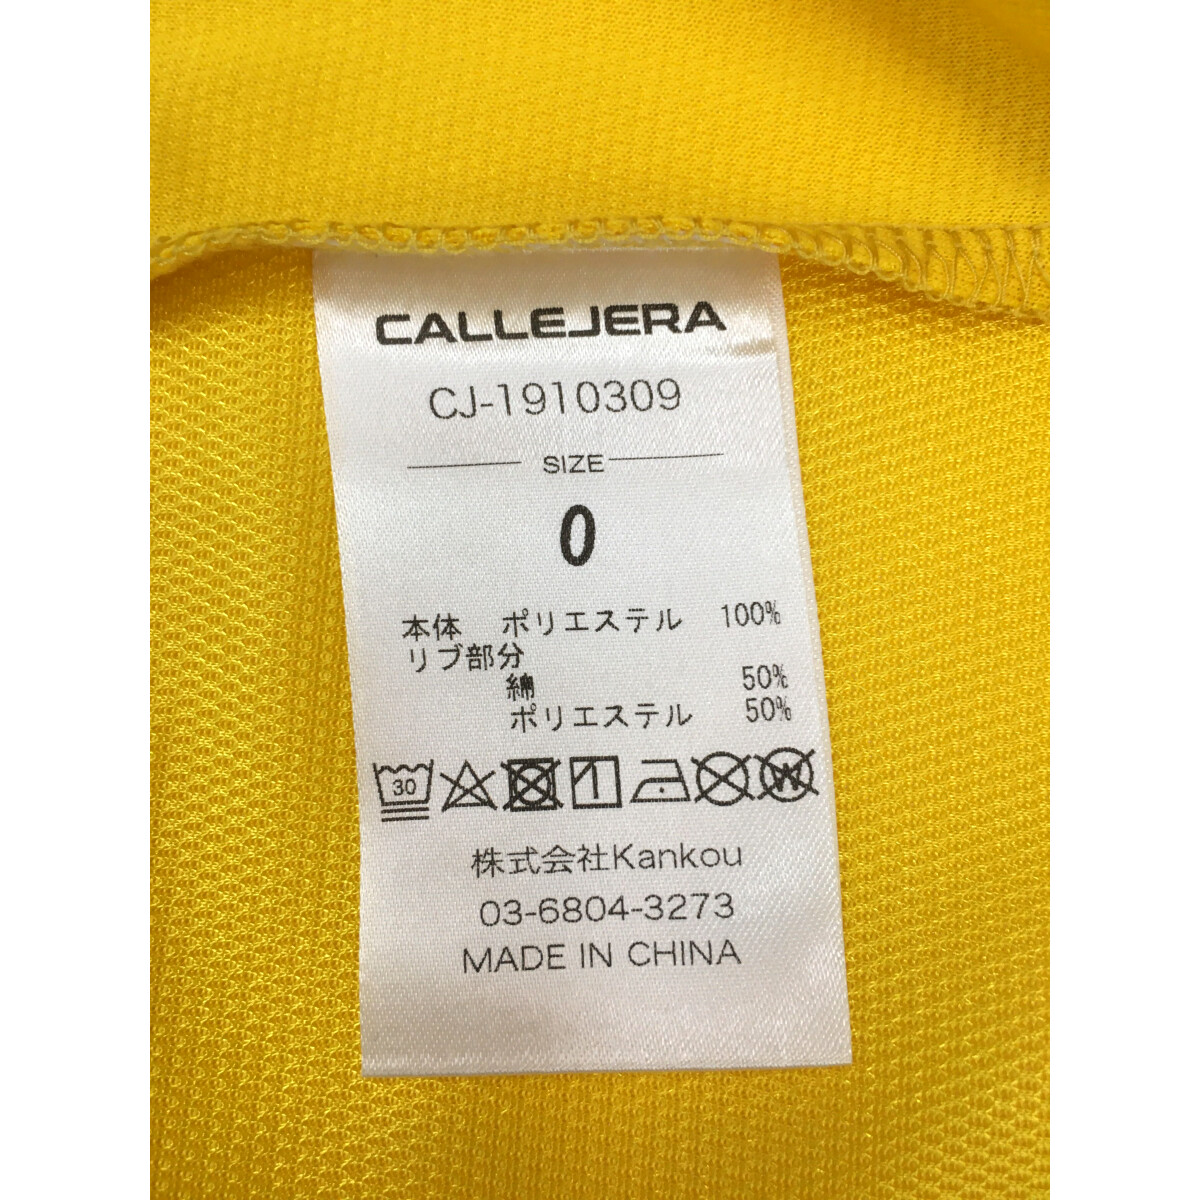 CALLEJERA
CJ-1910309
SIZE
0
本体 ポリエステル 100%
リブ部分
綿 50%
ポリエステル 50%
30 W
株式会社Kankou
03-6804-3273
MADE IN CHINA